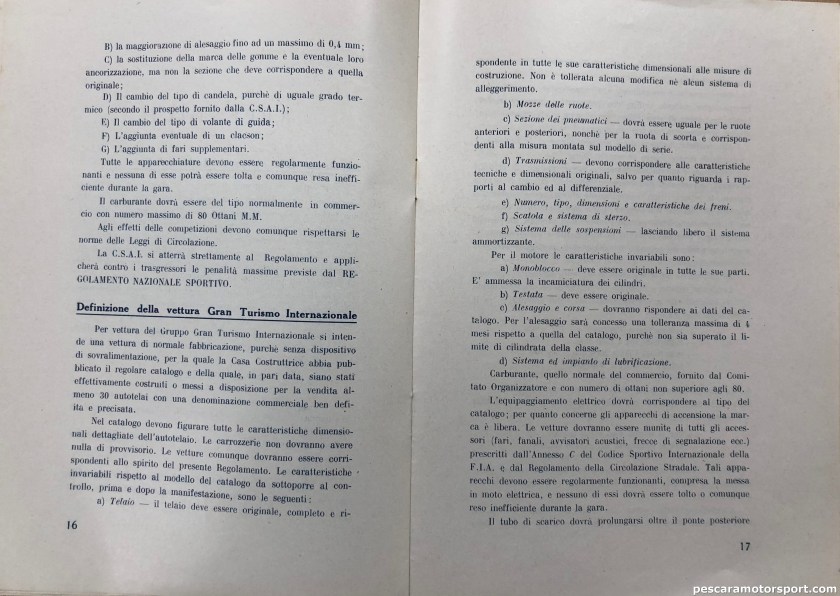 B) la maggiorazione di alesaggio fino ad un massimo di 0,4 mm;
C) la sostituzione della marca delle gomme e la eventuale loro
ancorizzazione, ma non la sezione che deve corrispondere a quella
originale;
D) Il cambio del tipo di candela, purchè di uguale grado ter-
mico (secondo il prospetto fornito dalla C.S.A.I.);
E) Il cambio del tipo di volante di guida;
F) L'aggiunta eventuale di un clacson;
G) L'aggiunta di fari supplementari.
Tutte le apparecchiature devono essere regolarmente funzio-
nanti e nessuna di esse potrà essere tolta e comunque resa ineffi-
ciente durante la gara.
Il carburante dovrà essere del tipo normalmente in commer-
cio con numero massimo di 80 Ottani M.M.
Agli effetti delle competizioni devono comunque rispettarsi le
norme delle Leggi di Circolazione.
La C.S.A.I. si atterrà strettamente al Regolamento e appli-
cherà contro i trasgressori le penalità massime previste dal RE-
GOLAMENTO NAZIONALE SPORTIVO.
Definizione della vettura Gran Turismo Internazionale
Per vettura del Gruppo Gran Turismo Internazionale si inten-
de una vettura di normale fabbricazione, purchè senza dispositivo
di sovralimentazione, per la quale la Casa Costruttrice abbia pub-
blicato il regolare catalogo e della quale, in pari data, siano stati
effettivamente costruiti o messi a disposizione per la vendita al-
meno 30 autotelai con una denominazione commerciale ben defi-
ita e precisata.
Nel catalogo devono figurare tutte le caratteristiche dimensio-
nali dettagliate dell'autotelaio. Le carrozzerie non dovranno avere
nulla di provvisorio. Le vetture comunque dovranno essere corri-
spondenti allo spirito del presente Regolamento. Le caratteristiche
invariabili rispetto al modello del catalogo da sottoporre al con-
trollo, prima e dopo la manifestazione, sono le seguenti:
a) Telaio — il telaio deve essere originale, completo e ri-
16
spondente in tutte le sue caratteristiche dimensionali alle misure di
costruzione. Non è tollerata alcuna modifica nè alcun sistema di
alleggerimento.
b) Mozze delle ruote.
c) Sezione dei pneumatici — dovrà essere uguale per le ruote
anteriori e posteriori, nonchè per la ruota di scorta e corrispon-
denti alla misura montata sul modello di serie.
d) Trasmissioni — devono corrispondere alle caratteristiche
tecniche e dimensionali originali, salvo per quanto riguarda i rap-
porti al cambio ed al differenziale.
e) Numero, tipo, dimensioni e caratteristiche dei freni.
f) Scatola e sistema di sterzo.
g) Sistema delle sospensioni — lasciando libero il sistema
ammortizzante.
Per il motore le caratteristiche invariabili sono:
a) Monoblocco — deve essere originale in tutte le sue parti.
E' ammessa la incamiciatura dei cilindri.
b) Testata — deve essere originale.
c) Alesaggio e corsa — dovranno rispondere ai dati del ca-
talogo. Per l'alesaggio sarà concesso una tolleranza massima di 4
mesi rispetto a quella del catalogo, purchè non sia superato il li-
mite di cilindrata della classe.
d) Sistema ed impianto di lubrificazione.
Carburante, quello normale del commercio, fornito dal Comi-
tato Organizzatore e con numero di ottani non superiore agli 80.
L'equipaggiamento elettrico dovrà corrispondere al tipo del
catalogo; per quanto concerne gli apparecchi di accensione la mar-
ca è libera. Le vetture dovranno essere munite di tutti gli acces-
sori (fari, fanali, avvisatori acustici, frecce di segnalazione ecc.)
prescritti dall'Annesso C del Codice Sportivo Internazionale della
F.I.A. e dal Regolamento della Circolazione Stradale. Tali appa-
recchi devono essere regolarmente funzionanti, compresa la messa
in moto elettrica, e nessuno di essi dovrà essere tolto o comunque
reso inefficiente durante la gara.
Il tubo di scarico dovrà prolungarsi oltre il ponte posteriore
17
pescaramotorsport.com